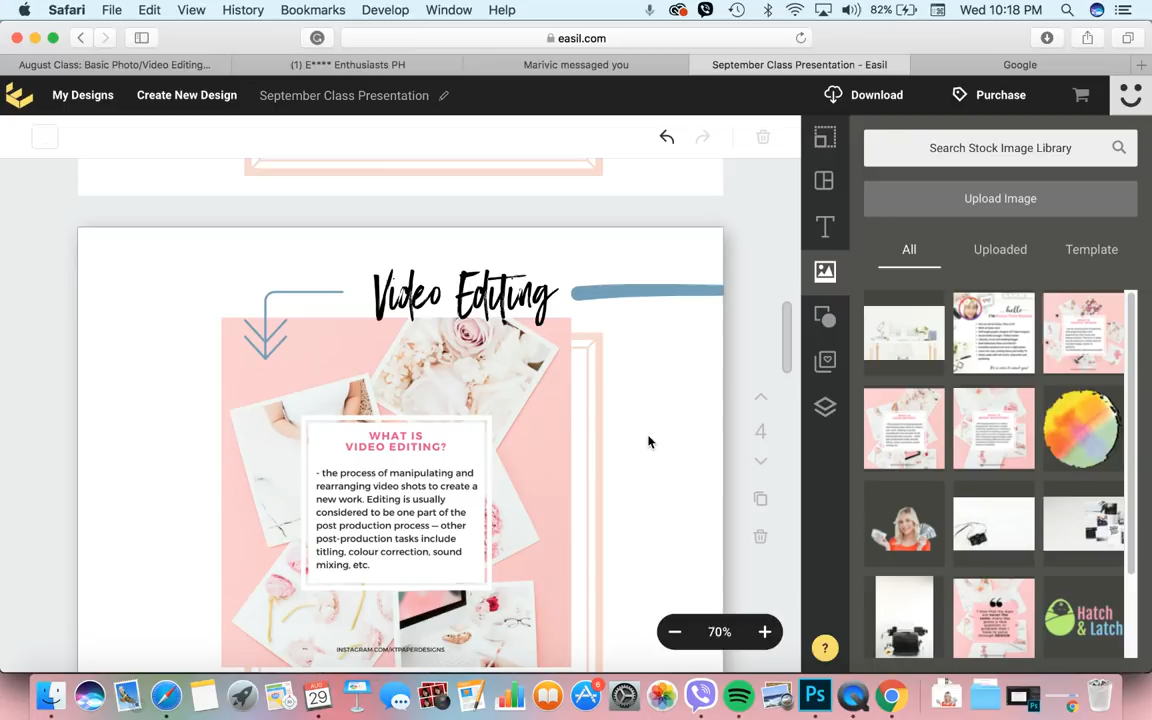 Safari File Edit View History Bookmarks Develop Window Help 82% Wed 10:18 PM
easil.com
August Class: Basic Photo/Video Editing... (1) E**** Enthusiasts PH Marivic messaged you September Class Presentation - Easil Google
My Designs Create New Design September Class Presentation Download Purchase
Search Stock Image Library
Upload Image
All Uploaded Template
Video Editing
WHAT IS
VIDEO EDITING?
- the process of manipulating and
rearranging video shots to create a
new work. Editing is usually
considered to be one part of the
post production process — other
post-production tasks include
titling, colour correction, sound
mixing, etc.
INSTAGRAM.COM/KTPAPERDESIGNS
4
70%
?
hello
Hatch
& Latch
AUG
29
6
Ps